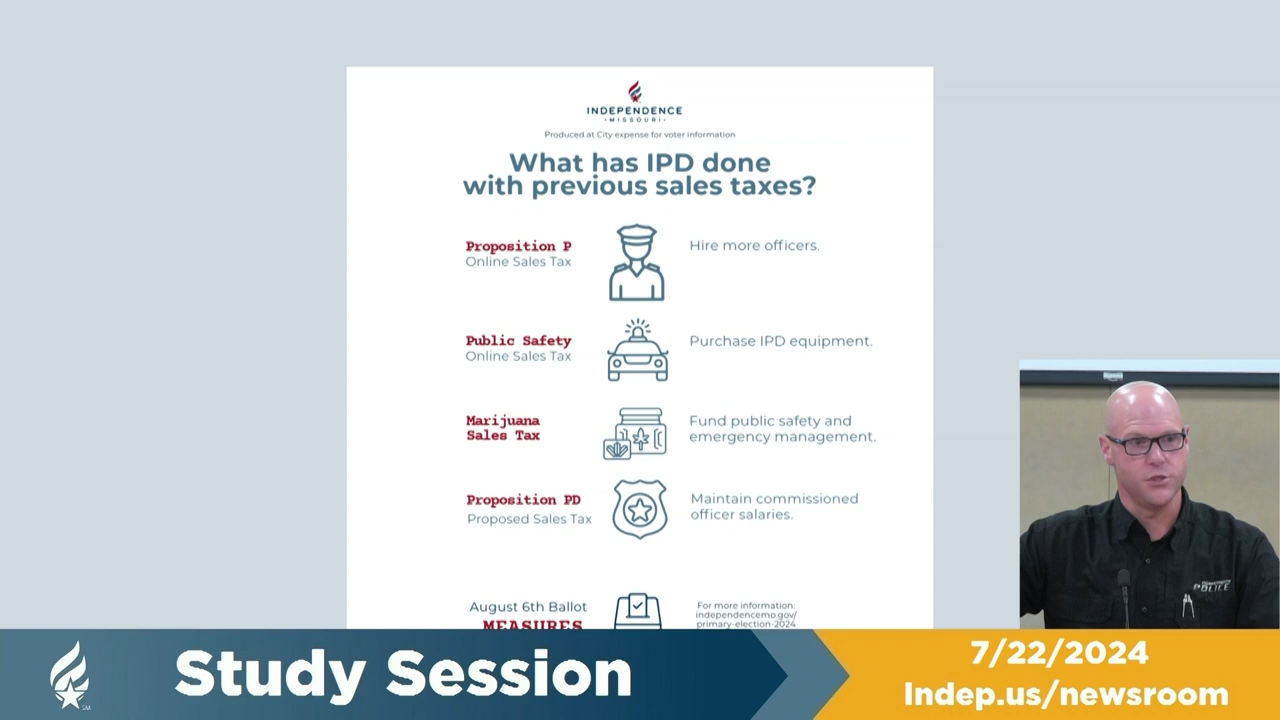 INDEPENDENCE
MISSOURI
Produced at City expense for voter information
What has IPD done
with previous sales taxes?
Proposition P
Online Sales Tax
Hire more officers.
Public Safety
Online Sales Tax
Purchase IPD equipment.
Marijuana
Sales Tax
Fund public safety and
emergency management.
Proposition PD
Proposed Sales Tax
Maintain commissioned
officer salaries.
August 6th Ballot
MEASURES
For more information:
independencemo.gov/
primary-election-2024
POLICE
Study Session
7/22/2024
Indep.us/newsroom